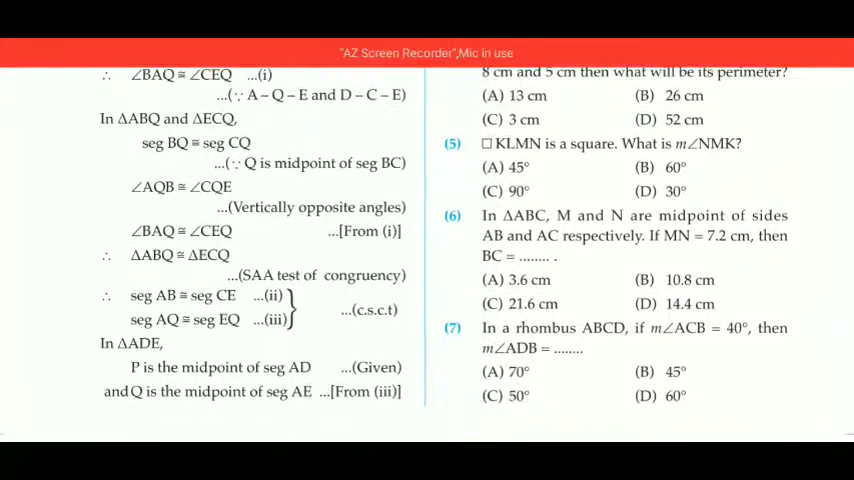 "AZ Screen Recorder",Mic in use
∴ ∠BAQ ≅ ∠CEQ ...(i)
...(∵ A – Q – E and D – C – E)
In ΔABQ and ΔECQ,
seg BQ ≅ seg CQ
...(∵ Q is midpoint of seg BC)
∠AQB ≅ ∠CQE
...(Vertically opposite angles)
∠BAQ ≅ ∠CEQ ...[From (i)]
∴ ΔABQ ≅ ΔECQ
...(SAA test of congruency)
∴ seg AB ≅ seg CE ...(ii)
seg AQ ≅ seg EQ ...(iii)} ...(c.s.c.t)
In ΔADE,
P is the midpoint of seg AD ...(Given)
and Q is the midpoint of seg AE ...[From (iii)]
8 cm and 5 cm then what will be its perimeter?
(A) 13 cm (B) 26 cm
(C) 3 cm (D) 52 cm
(5) □ KLMN is a square. What is m∠NMK?
(A) 45° (B) 60°
(C) 90° (D) 30°
(6) In ΔABC, M and N are midpoint of sides
AB and AC respectively. If MN = 7.2 cm, then
BC = ........ .
(A) 3.6 cm (B) 10.8 cm
(C) 21.6 cm (D) 14.4 cm
(7) In a rhombus ABCD, if m∠ACB = 40°, then
m∠ADB = ........
(A) 70° (B) 45°
(C) 50° (D) 60°